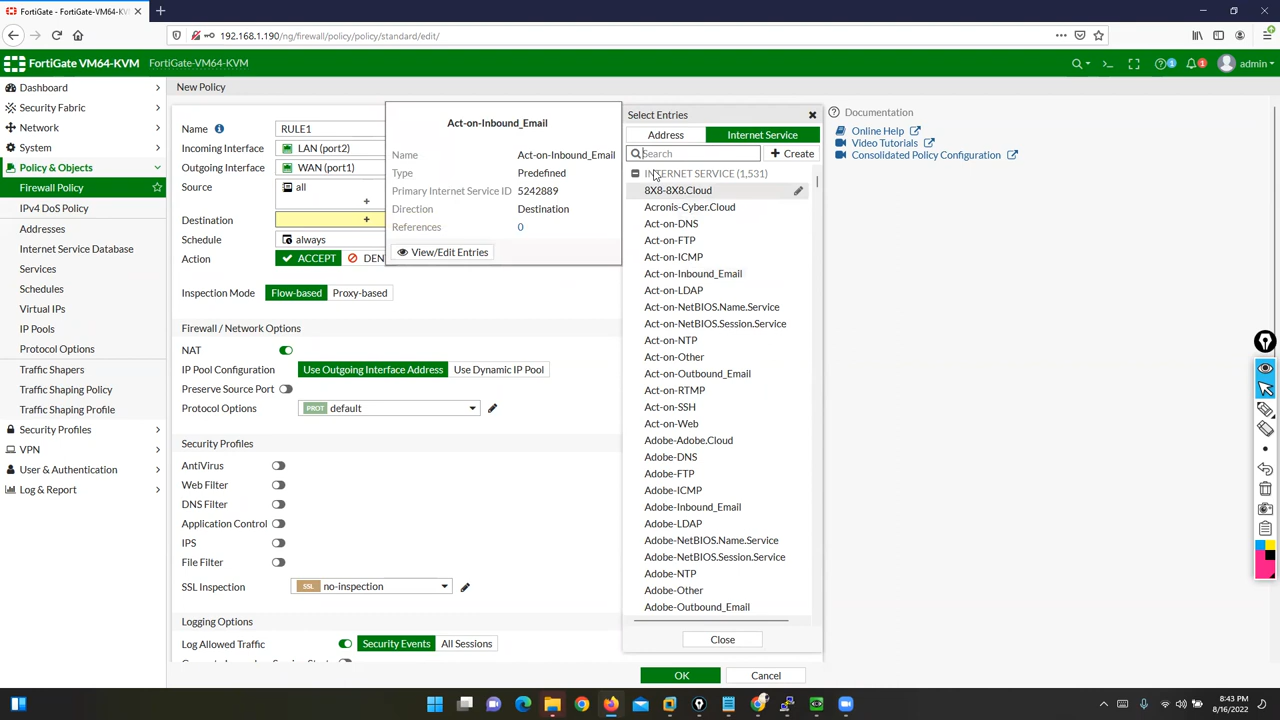 FortiGate - FortiGate-VM64-KV
192.168.1.190/ng/firewall/policy/policy/standard/edit/
FortiGate VM64-KVM
FortiGate-VM64-KVM
1
1
admin
Dashboard
Security Fabric
Network
System
Policy & Objects
Firewall Policy
IPv4 DoS Policy
Addresses
Internet Service Database
Services
Schedules
Virtual IPs
IP Pools
Protocol Options
Traffic Shapers
Traffic Shaping Policy
Traffic Shaping Profile
Security Profiles
VPN
User & Authentication
Log & Report
New Policy
Name
RULE1
Incoming Interface
LAN (port2)
Outgoing Interface
WAN (port1)
Source
all
Destination
Schedule
always
Action
ACCEPT
DEN
Inspection Mode
Flow-based
Proxy-based
Firewall / Network Options
NAT
IP Pool Configuration
Use Outgoing Interface Address
Use Dynamic IP Pool
Preserve Source Port
Protocol Options
PROT
default
Security Profiles
AntiVirus
Web Filter
DNS Filter
Application Control
IPS
File Filter
SSL Inspection
SSL
no-inspection
Logging Options
Log Allowed Traffic
Security Events
All Sessions
OK
Cancel
Act-on-Inbound_Email
Name
Act-on-Inbound_Email
Type
Predefined
Primary Internet Service ID
5242889
Direction
Destination
References
0
View/Edit Entries
Select Entries
Address
Internet Service
Search
Create
INTERNET SERVICE (1,531)
8X8-8X8.Cloud
Acronis-Cyber.Cloud
Act-on-DNS
Act-on-FTP
Act-on-ICMP
Act-on-Inbound_Email
Act-on-LDAP
Act-on-NetBIOS.Name.Service
Act-on-NetBIOS.Session.Service
Act-on-NTP
Act-on-Other
Act-on-Outbound_Email
Act-on-RTMP
Act-on-SSH
Act-on-Web
Adobe-Adobe.Cloud
Adobe-DNS
Adobe-FTP
Adobe-ICMP
Adobe-Inbound_Email
Adobe-LDAP
Adobe-NetBIOS.Name.Service
Adobe-NetBIOS.Session.Service
Adobe-NTP
Adobe-Other
Adobe-Outbound_Email
Close
Documentation
Online Help
Video Tutorials
Consolidated Policy Configuration
8:43 PM
8/16/2022